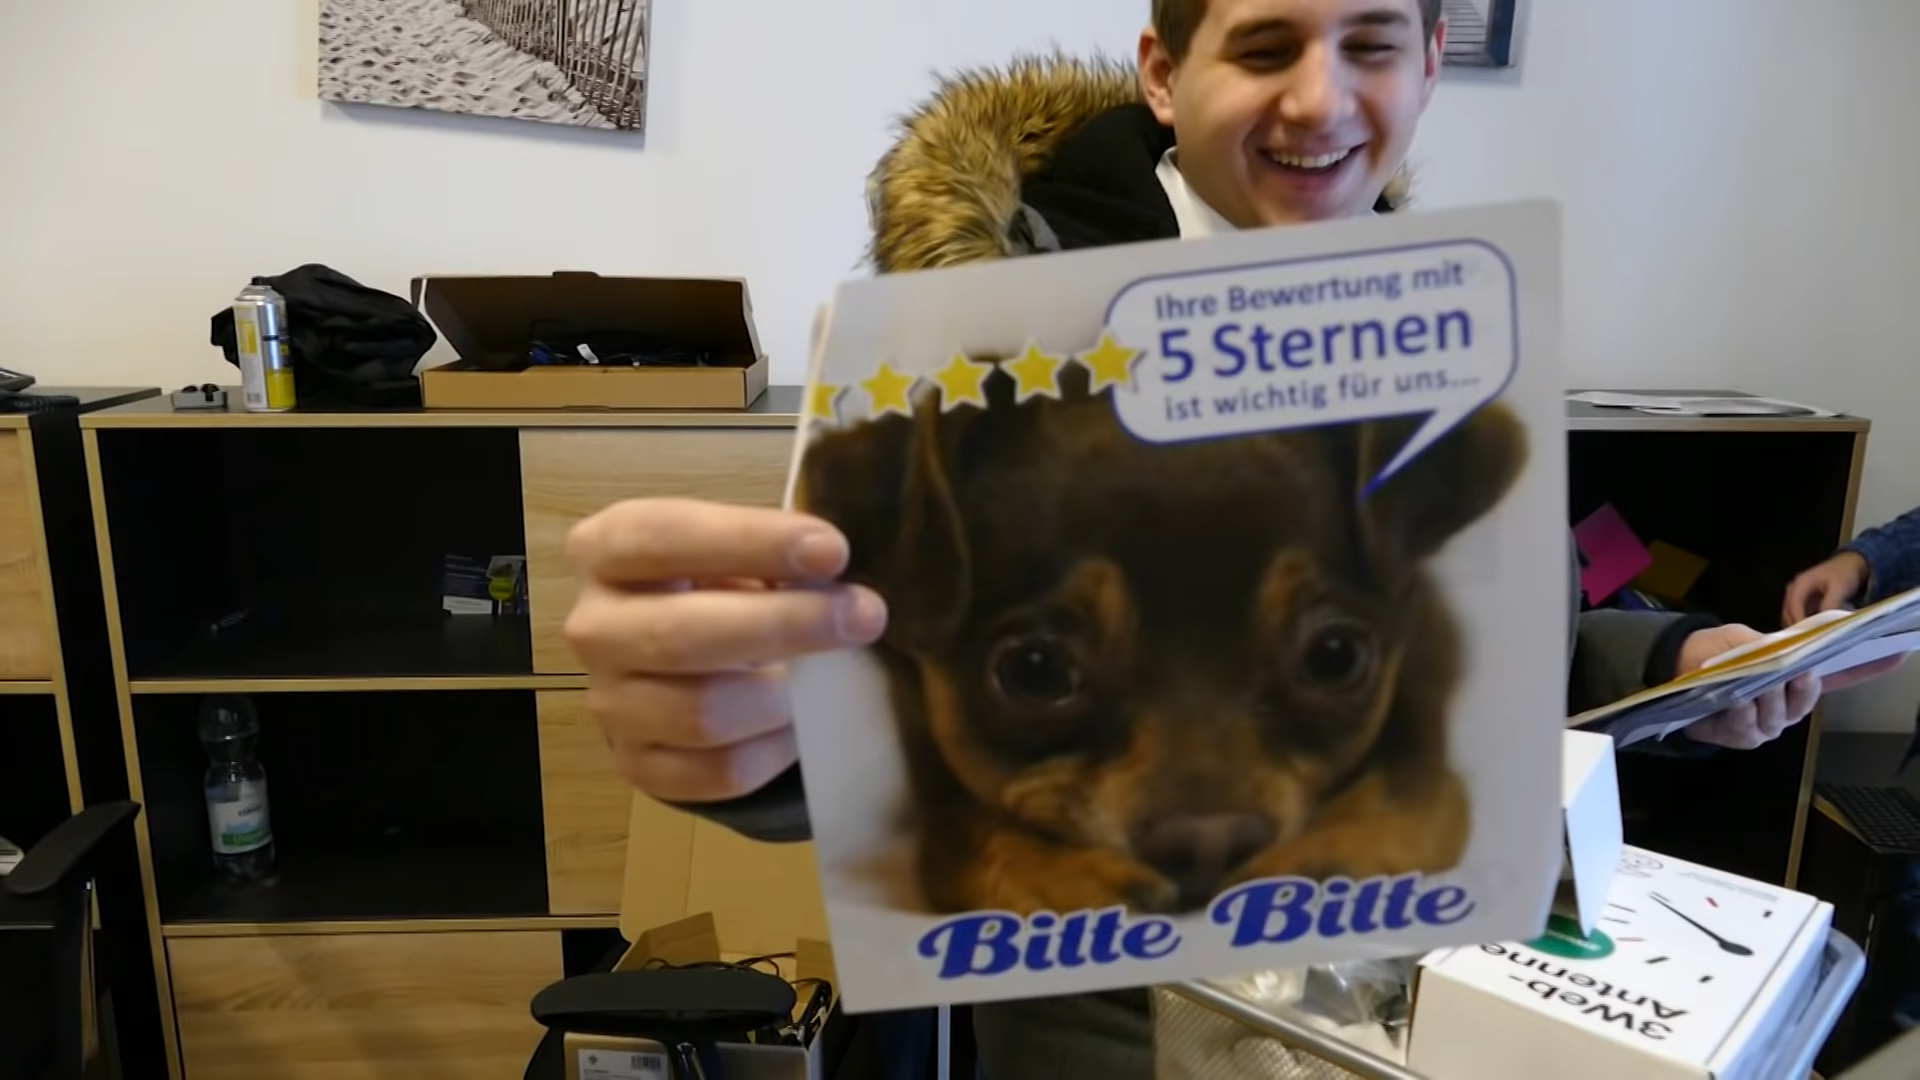 Ihre Bewertung mit
5 Sternen
ist wichtig für uns...
Bitte Bitte
3Web-
Antenne